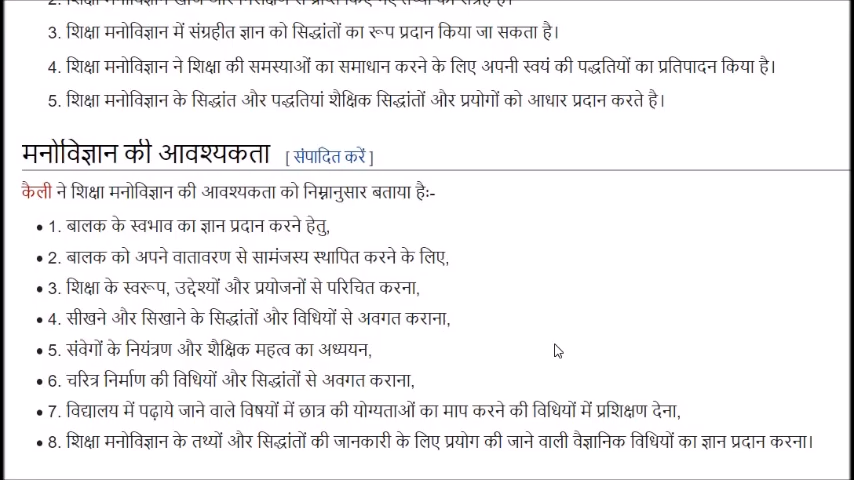 3. शिक्षा मनोविज्ञान में संग्रहीत ज्ञान को सिद्धांतों का रूप प्रदान किया जा सकता है।
4. शिक्षा मनोविज्ञान ने शिक्षा की समस्याओं का समाधान करने के लिए अपनी स्वयं की पद्धतियों का प्रतिपादन किया है।
5. शिक्षा मनोविज्ञान के सिद्धांत और पद्धतियां शैक्षिक सिद्धांतों और प्रयोगों को आधार प्रदान करते है।
मनोविज्ञान की आवश्यकता [ संपादित करें ]
कैली ने शिक्षा मनोविज्ञान की आवश्यकता को निम्नानुसार बताया हैः-
• 1. बालक के स्वभाव का ज्ञान प्रदान करने हेतु,
• 2. बालक को अपने वातावरण से सामंजस्य स्थापित करने के लिए,
• 3. शिक्षा के स्वरूप, उद्देश्यों और प्रयोजनों से परिचित करना,
• 4. सीखने और सिखाने के सिद्धांतों और विधियों से अवगत कराना,
• 5. संवेगों के नियंत्रण और शैक्षिक महत्व का अध्ययन,
• 6. चरित्र निर्माण की विधियों और सिद्धांतों से अवगत कराना,
• 7. विद्यालय में पढ़ाये जाने वाले विषयों में छात्र की योग्यताओं का माप करने की विधियों में प्रशिक्षण देना,
• 8. शिक्षा मनोविज्ञान के तथ्यों और सिद्धांतों की जानकारी के लिए प्रयोग की जाने वाली वैज्ञानिक विधियों का ज्ञान प्रदान करना।